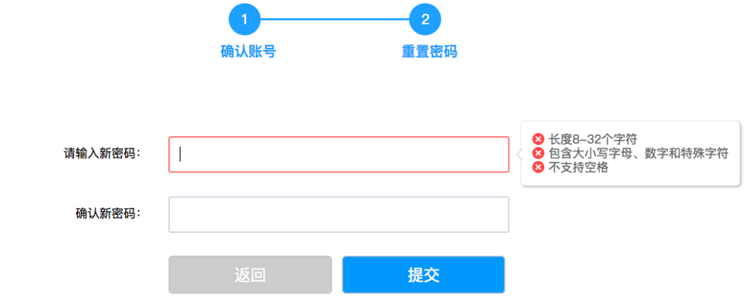 1
2
确认账号
重置密码
请输入新密码：
长度8-32个字符
包含大小写字母、数字和特殊字符
不支持空格
确认新密码：
返回
提交